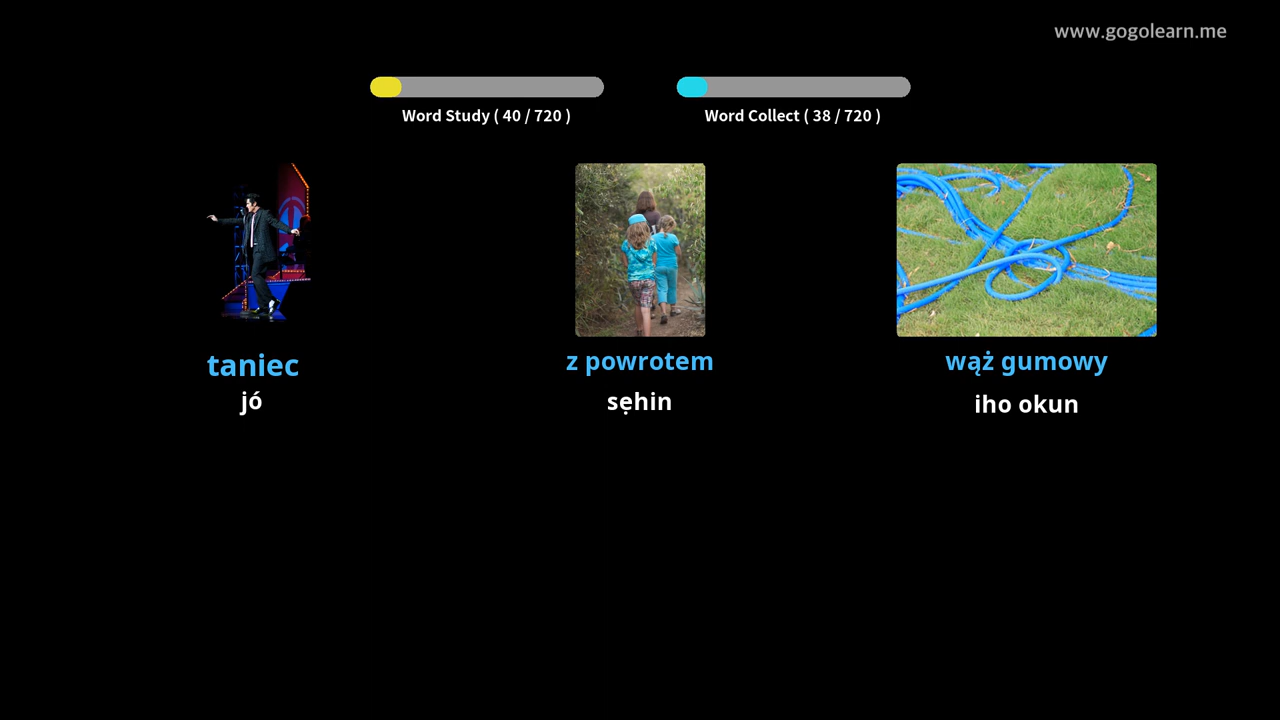 www.gogolearn.me
Word Study ( 40 / 720 )
Word Collect ( 38 / 720 )
taniec
jó
z powrotem
sẹhin
wąż gumowy
iho okun